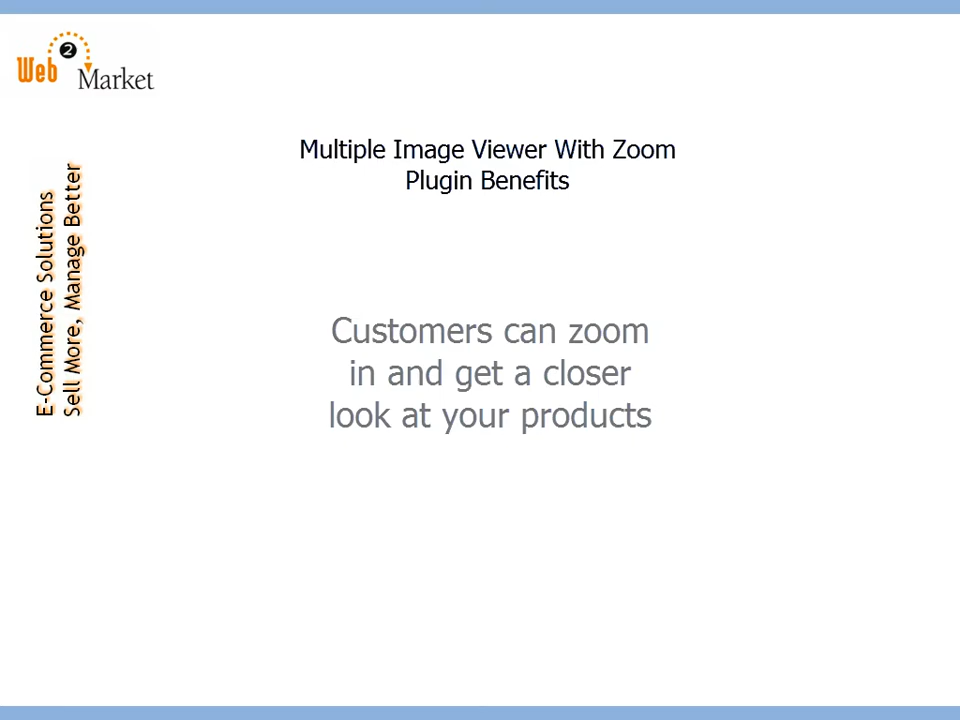 Web 2 Market
E-Commerce Solutions
Sell More, Manage Better
Multiple Image Viewer With Zoom
Plugin Benefits
Customers can zoom
in and get a closer
look at your products